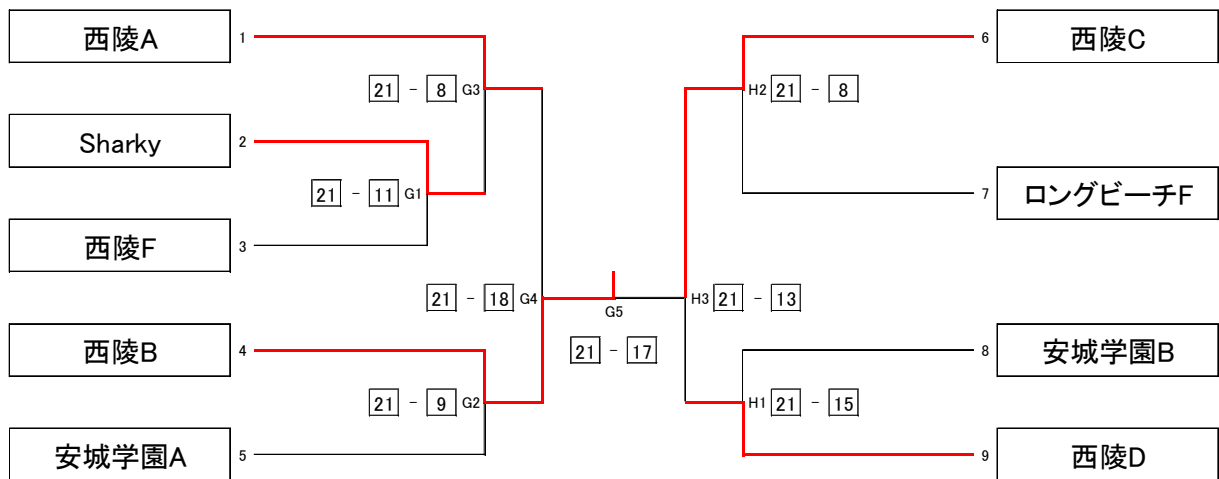 西陵A 1
6 西陵C
21 - 8 G3
H2 21 - 8
Sharky 2
21 - 11 G1
7 ロングビーチF
西陵F 3
21 - 18 G4
H3 21 - 13
G5
21 - 17
西陵B 4
8 安城学園B
21 - 9 G2
H1 21 - 15
安城学園A 5
9 西陵D